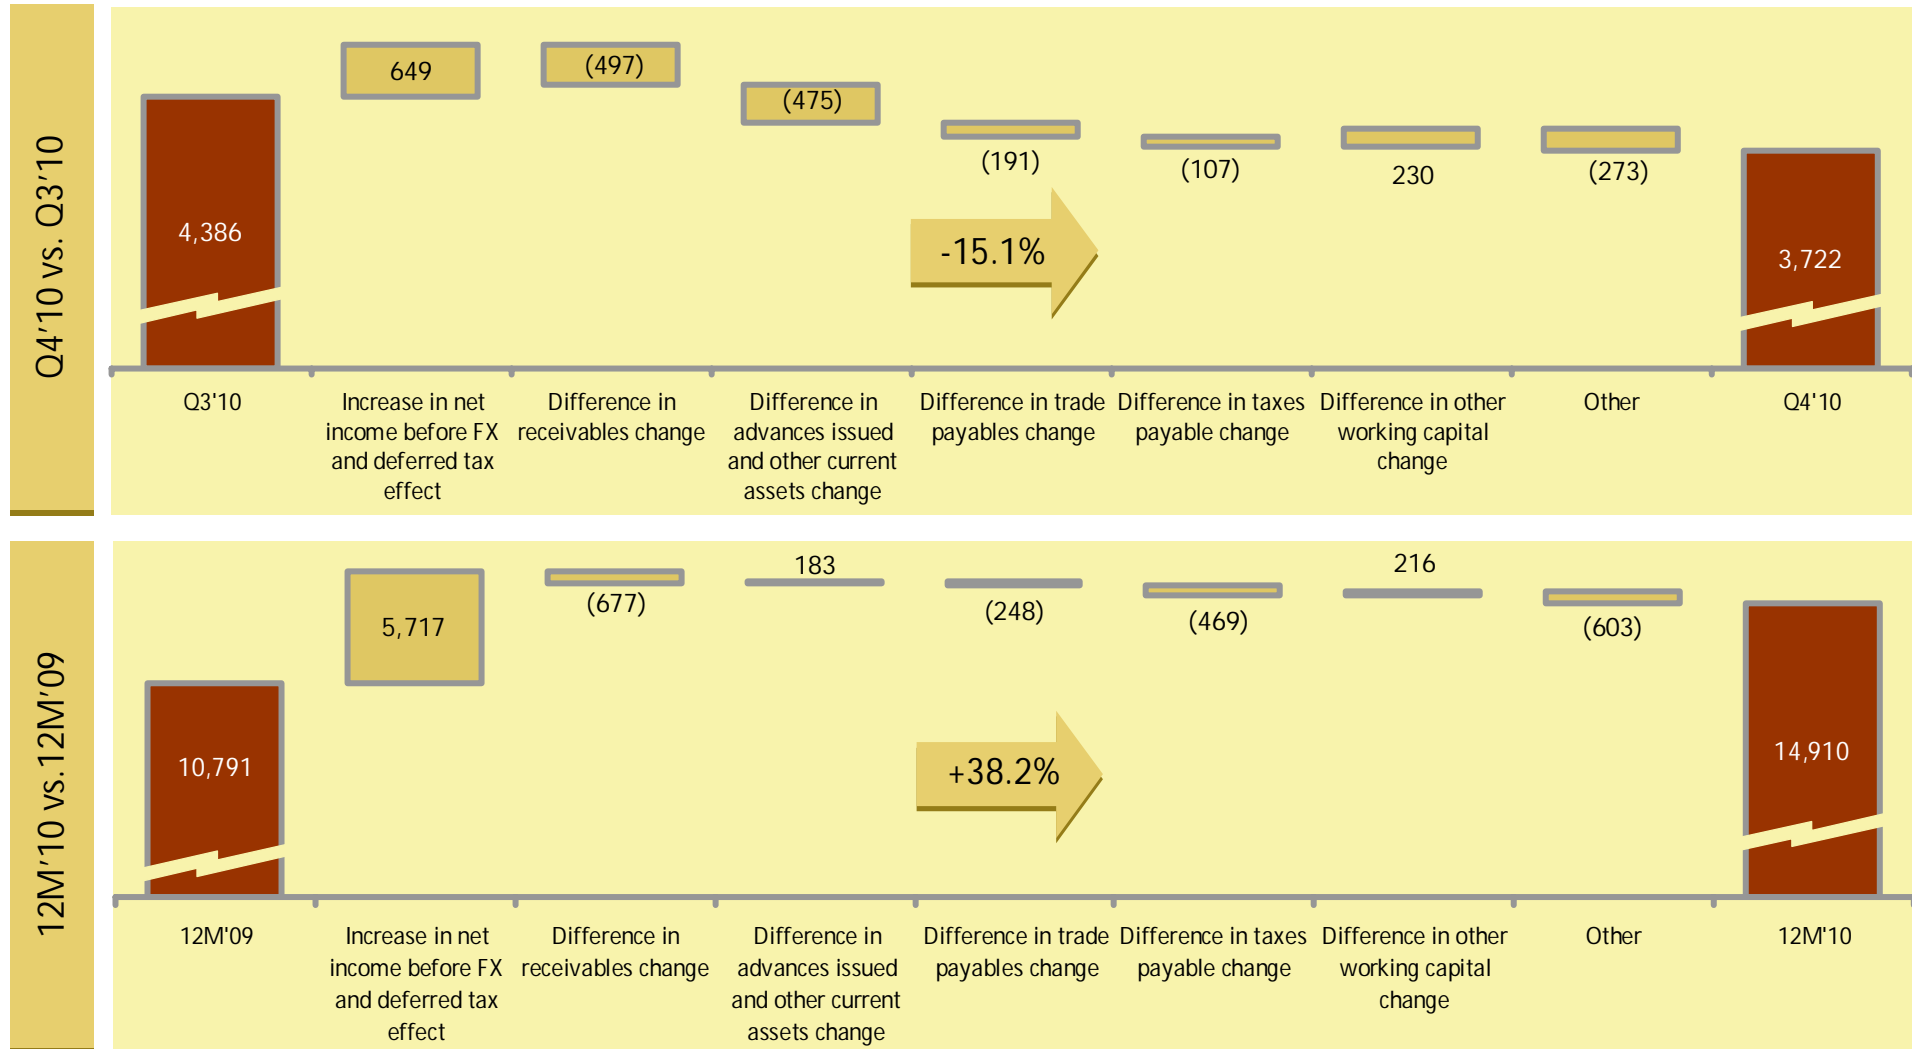 Q4'10 vs. Q3'10
649
(497)
(475)
(191)
(107)
230
(273)
4,386
-15.1%
3,722
Q3'10
Increase in net
income before FX
and deferred tax
effect
Difference in
receivables change
Difference in
advances issued
and other current
assets change
Difference in trade
payables change
Difference in taxes
payable change
Difference in other
working capital
change
Other
Q4'10
12M'10 vs.12M'09
5,717
(677)
183
(248)
(469)
216
(603)
10,791
+38.2%
14,910
12M'09
Increase in net
income before FX
and deferred tax
effect
Difference in
receivables change
Difference in
advances issued
and other current
assets change
Difference in trade
payables change
Difference in taxes
payable change
Difference in other
working capital
change
Other
12M'10